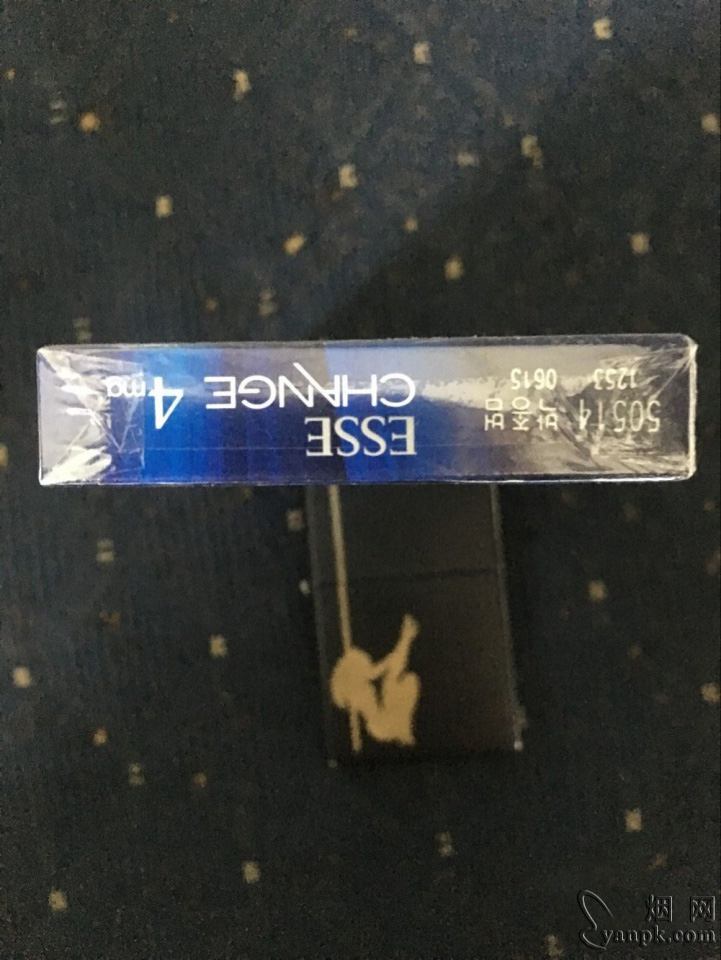 ESSE
CHANGE 4mg
50514
1253
0615
烟网
yanpk.com